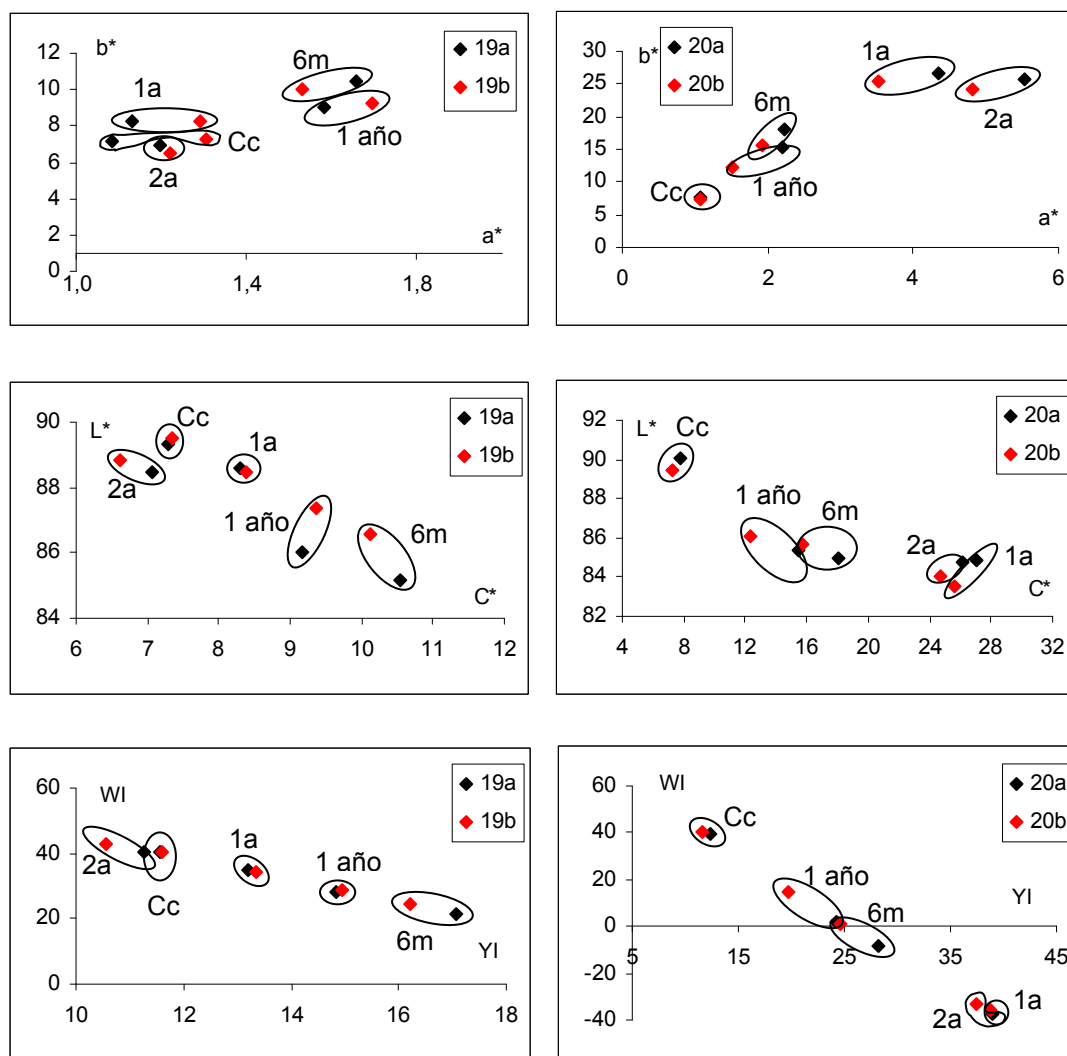 b*
12
10
8
6
4
2
0
1,0
1,4
1,8
a*
19a
19b
6m
1a
Cc
2a
1 año
b*
30
25
20
15
10
5
0
0
2
4
6
a*
20a
20b
1a
2a
6m
1 año
Cc
L*
90
88
86
84
6
7
8
9
10
11
12
C*
19a
19b
Cc
1a
2a
1 año
6m
L*
92
90
88
86
84
82
4
8
12
16
20
24
28
32
C*
20a
20b
Cc
1 año
6m
2a
1a
WI
60
40
20
0
10
12
14
16
18
YI
19a
19b
2a
Cc
1a
1 año
6m
WI
60
40
20
0
-20
-40
5
15
25
35
45
YI
20a
20b
Cc
1 año
6m
2a
1a